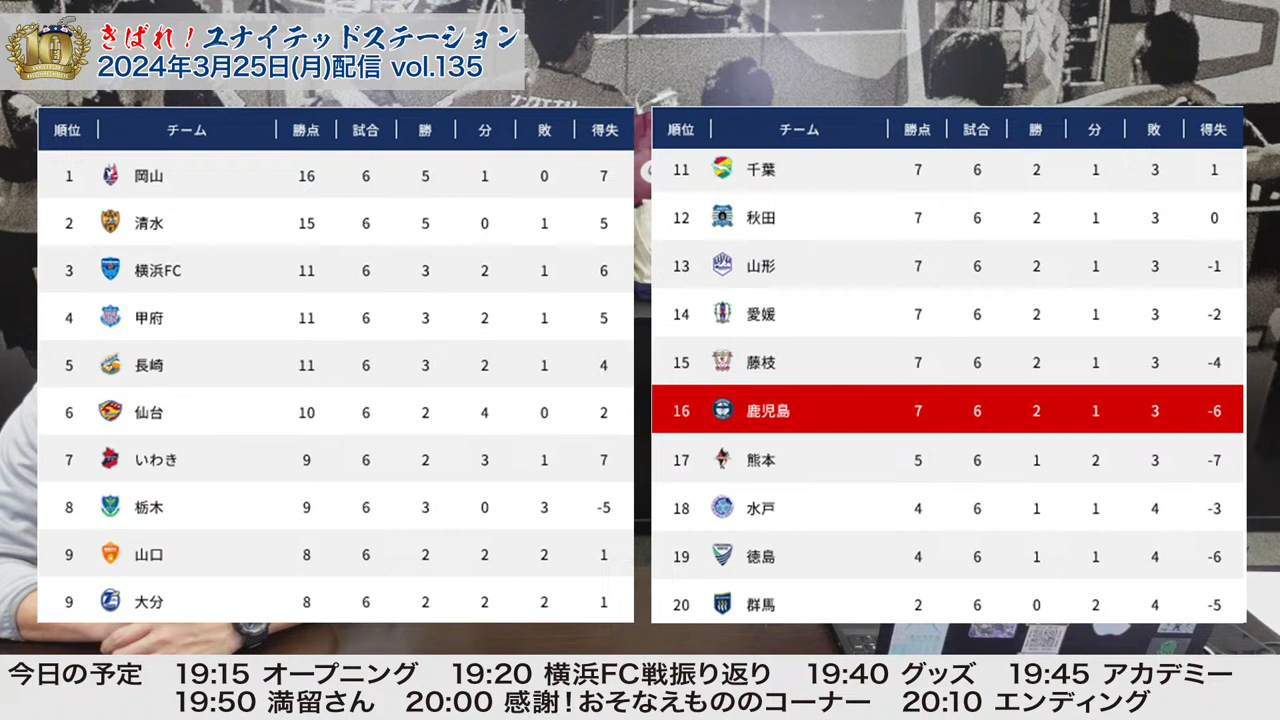 きばれ！ユナイテッドステーション
2024年3月25日(月)配信 vol.135
順位 チーム 勝点 試合 勝 分 敗 得失
1 岡山 16 6 5 1 0 7
2 清水 15 6 5 0 1 5
3 横浜FC 11 6 3 2 1 6
4 甲府 11 6 3 2 1 5
5 長崎 11 6 3 2 1 4
6 仙台 10 6 2 4 0 2
7 いわき 9 6 2 3 1 7
8 栃木 9 6 3 0 3 -5
9 山口 8 6 2 2 2 1
9 大分 8 6 2 2 2 1
順位 チーム 勝点 試合 勝 分 敗 得失
11 千葉 7 6 2 1 3 1
12 秋田 7 6 2 1 3 0
13 山形 7 6 2 1 3 -1
14 愛媛 7 6 2 1 3 -2
15 藤枝 7 6 2 1 3 -4
16 鹿児島 7 6 2 1 3 -6
17 熊本 5 6 1 2 3 -7
18 水戸 4 6 1 1 4 -3
19 徳島 4 6 1 1 4 -6
20 群馬 2 6 0 2 4 -5
今日の予定 19:15 オープニング 19:20 横浜FC戦振り返り 19:40 グッズ 19:45 アカデミー
19:50 満留さん 20:00 感謝！おそなえもののコーナー 20:10 エンディング